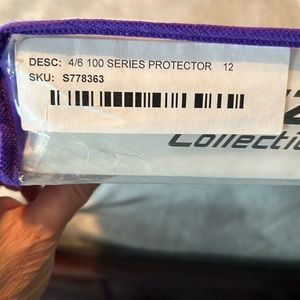 DESC: 4/6 100 SERIES PROTECTOR 12
SKU: S778363